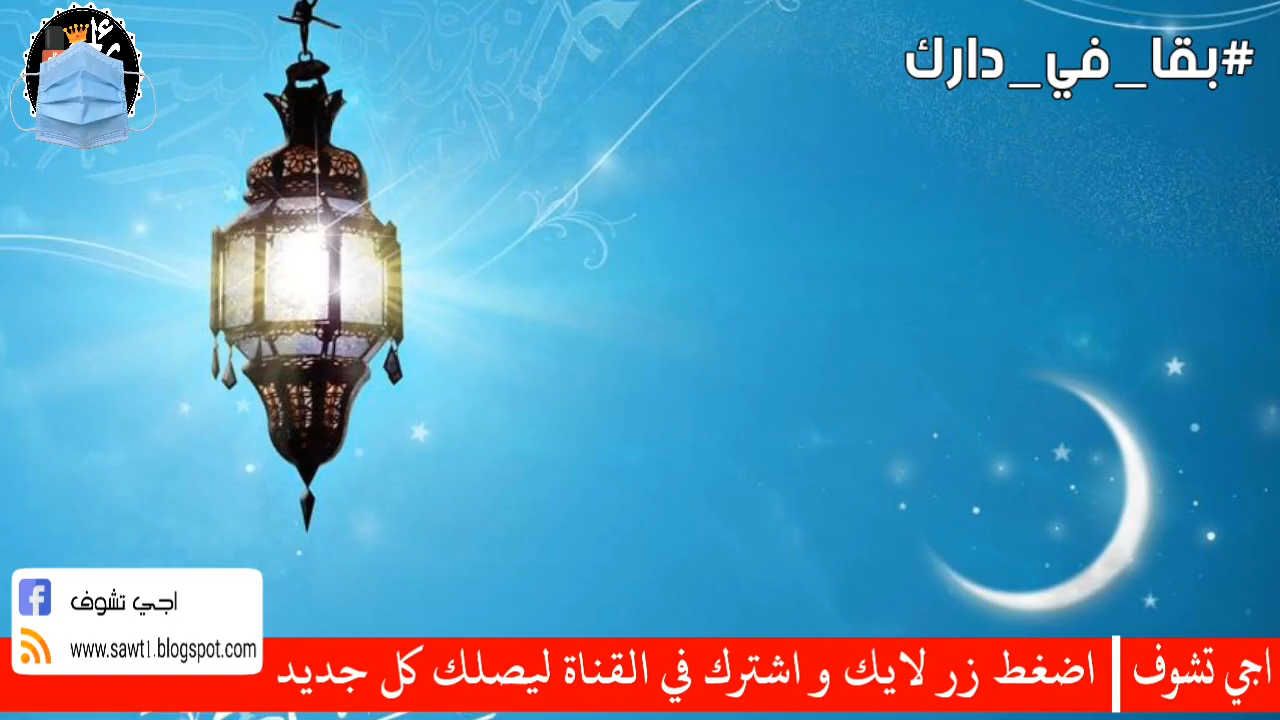 #بقا_في_دارك
اجي تشوف
www.sawt1.blogspot.com
اجي تشوف | اضغط زر لايك و اشترك في القناة ليصلك كل جديد